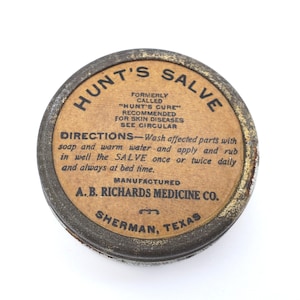 HUNT'S SALVE
FORMERLY
CALLED
"HUNT'S CURE"
RECOMMENDED
FOR SKIN DISEASES
SEE CIRCULAR
DIRECTIONS—Wash affected parts with
soap and warm water and apply and rub
in well the SALVE once or twice daily
and always at bed time.
MANUFACTURED
A. B. RICHARDS MEDICINE CO.
SHERMAN, TEXAS